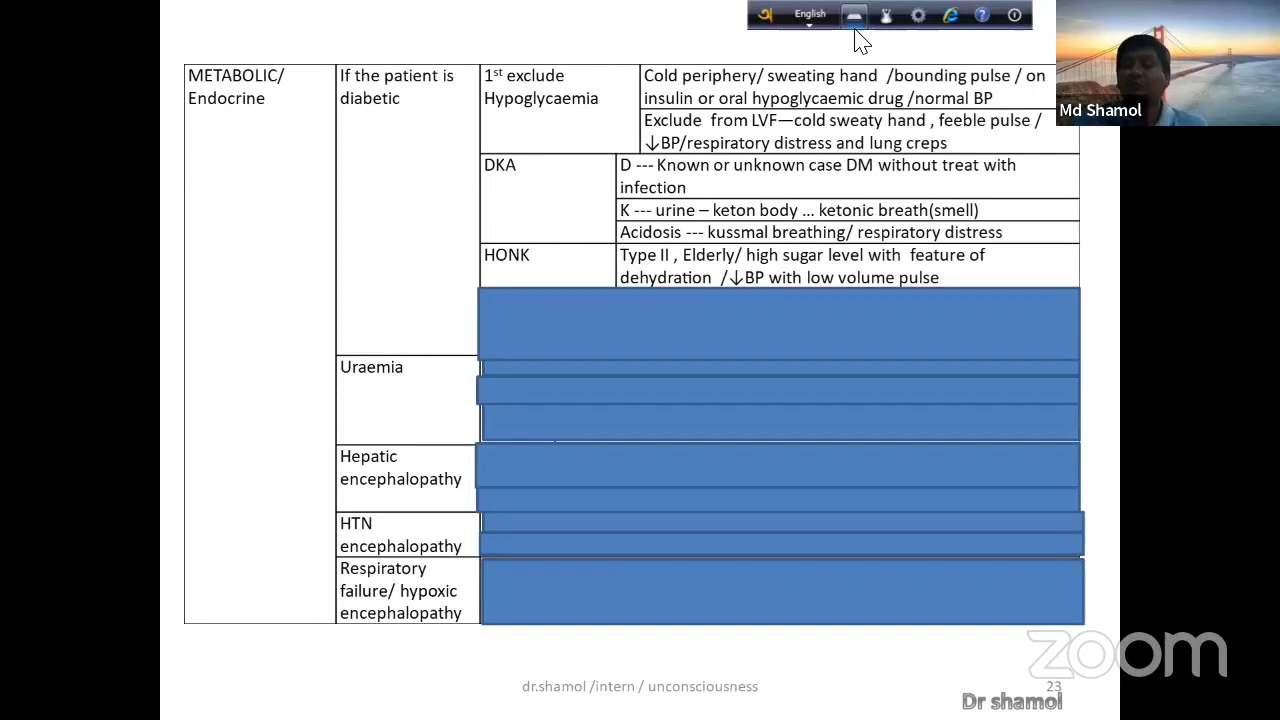 English
Md Shamol
METABOLIC/
Endocrine
If the patient is
diabetic
1st exclude
Hypoglycaemia
Cold periphery/ sweating hand /bounding pulse / on
insulin or oral hypoglycaemic drug /normal BP
Exclude from LVF—cold sweaty hand , feeble pulse /
↓BP/respiratory distress and lung creps
DKA
D --- Known or unknown case DM without treat with
infection
K --- urine – keton body ... ketonic breath(smell)
Acidosis --- kussmal breathing/ respiratory distress
HONK
Type II , Elderly/ high sugar level with feature of
dehydration /↓BP with low volume pulse
Uraemia
Hepatic
encephalopathy
HTN
encephalopathy
Respiratory
failure/ hypoxic
encephalopathy
zoom
dr.shamol /intern / unconsciousness
23
Dr shamol